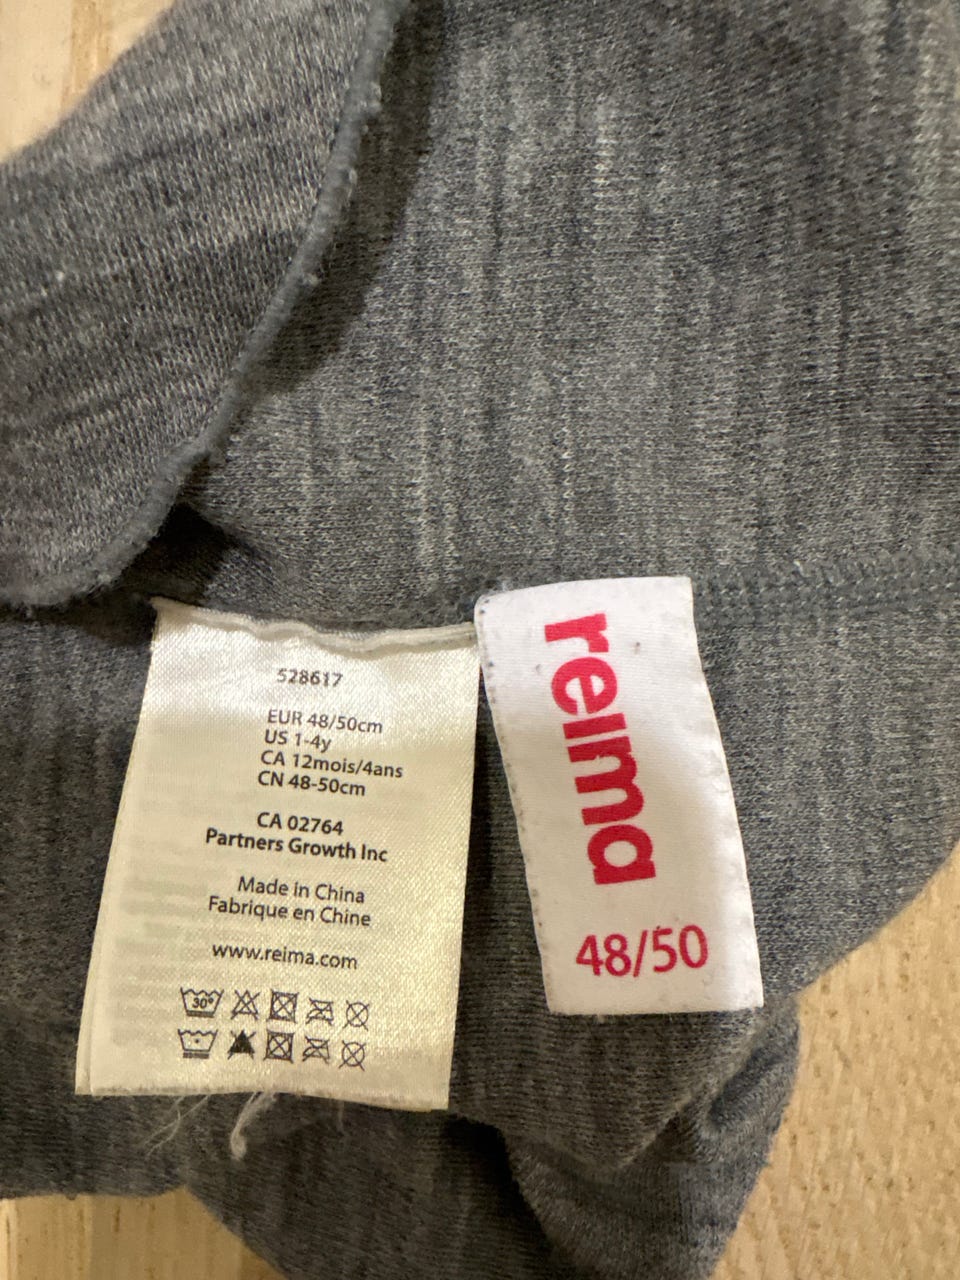 528617
EUR 48/50cm
US 1-4y
CA 12mois/4ans
CN 48-50cm
CA 02764
Partners Growth Inc
Made in China
Fabrique en Chine
www.reima.com
30°
reima
48/50